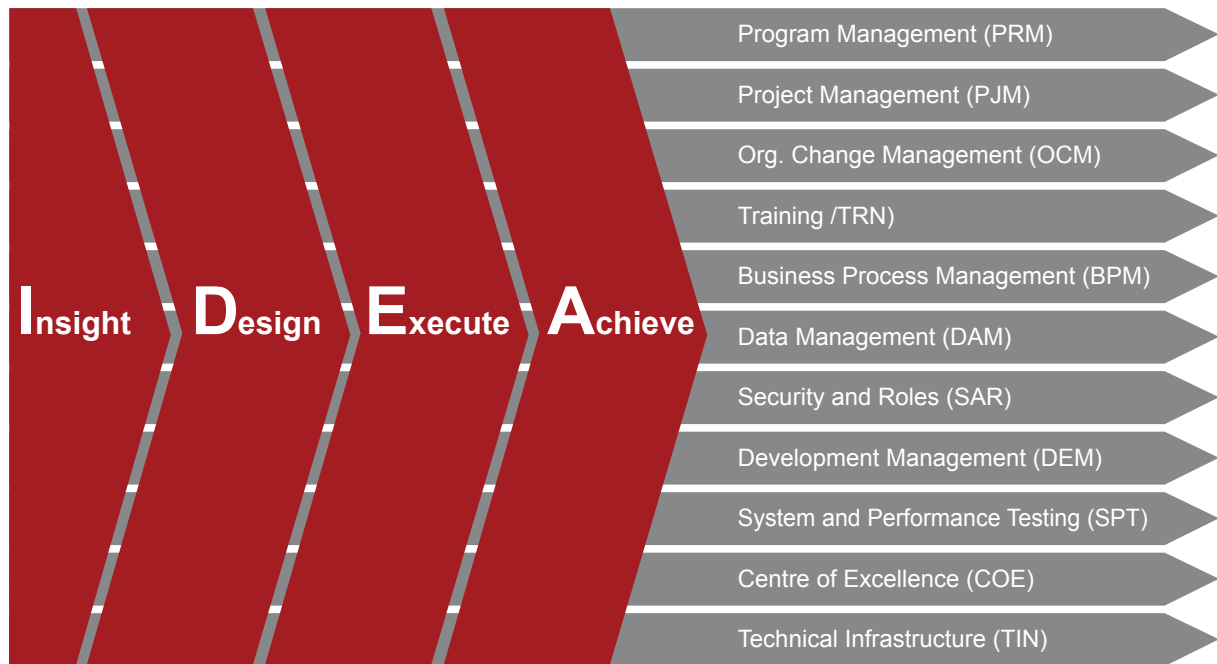 Program Management (PRM)
Project Management (PJM)
Org. Change Management (OCM)
Training /TRN)
Business Process Management (BPM)
Insight Design Execute Achieve
Data Management (DAM)
Security and Roles (SAR)
Development Management (DEM)
System and Performance Testing (SPT)
Centre of Excellence (COE)
Technical Infrastructure (TIN)